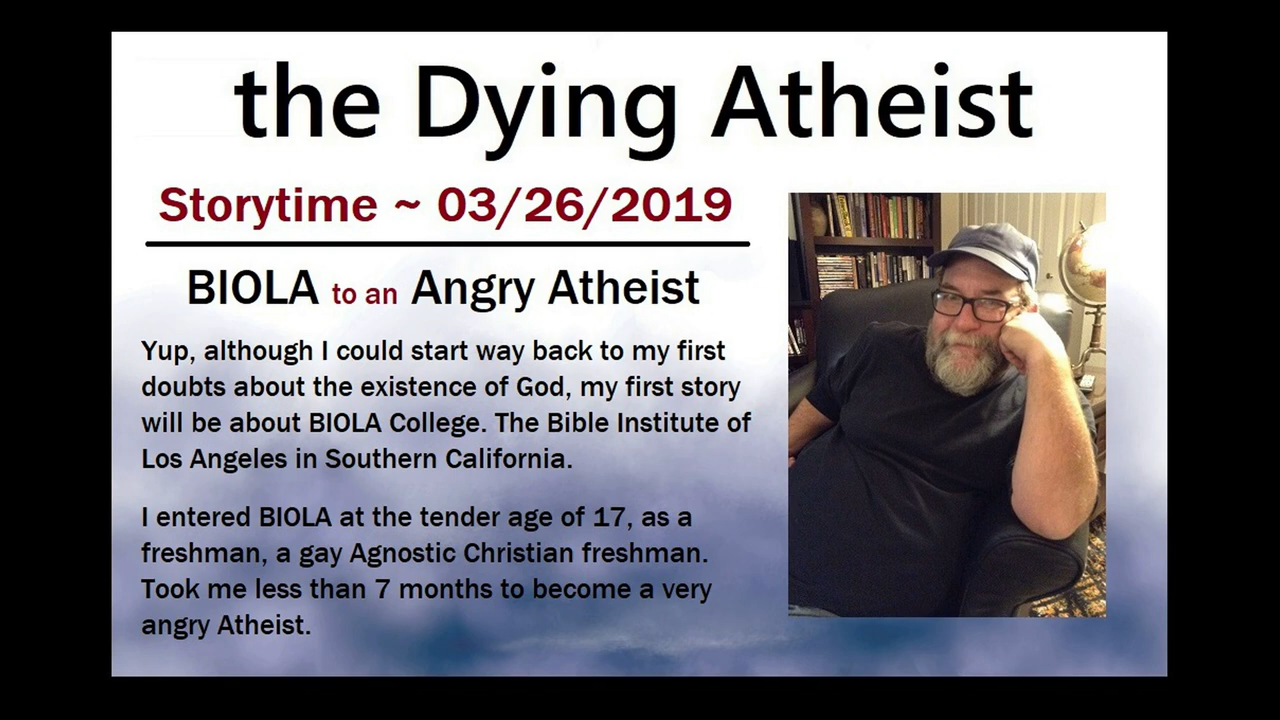 the Dying Atheist
Storytime ~ 03/26/2019
BIOLA to an Angry Atheist
Yup, although I could start way back to my first
doubts about the existence of God, my first story
will be about BIOLA College. The Bible Institute of
Los Angeles in Southern California.
I entered BIOLA at the tender age of 17, as a
freshman, a gay Agnostic Christian freshman.
Took me less than 7 months to become a very
angry Atheist.